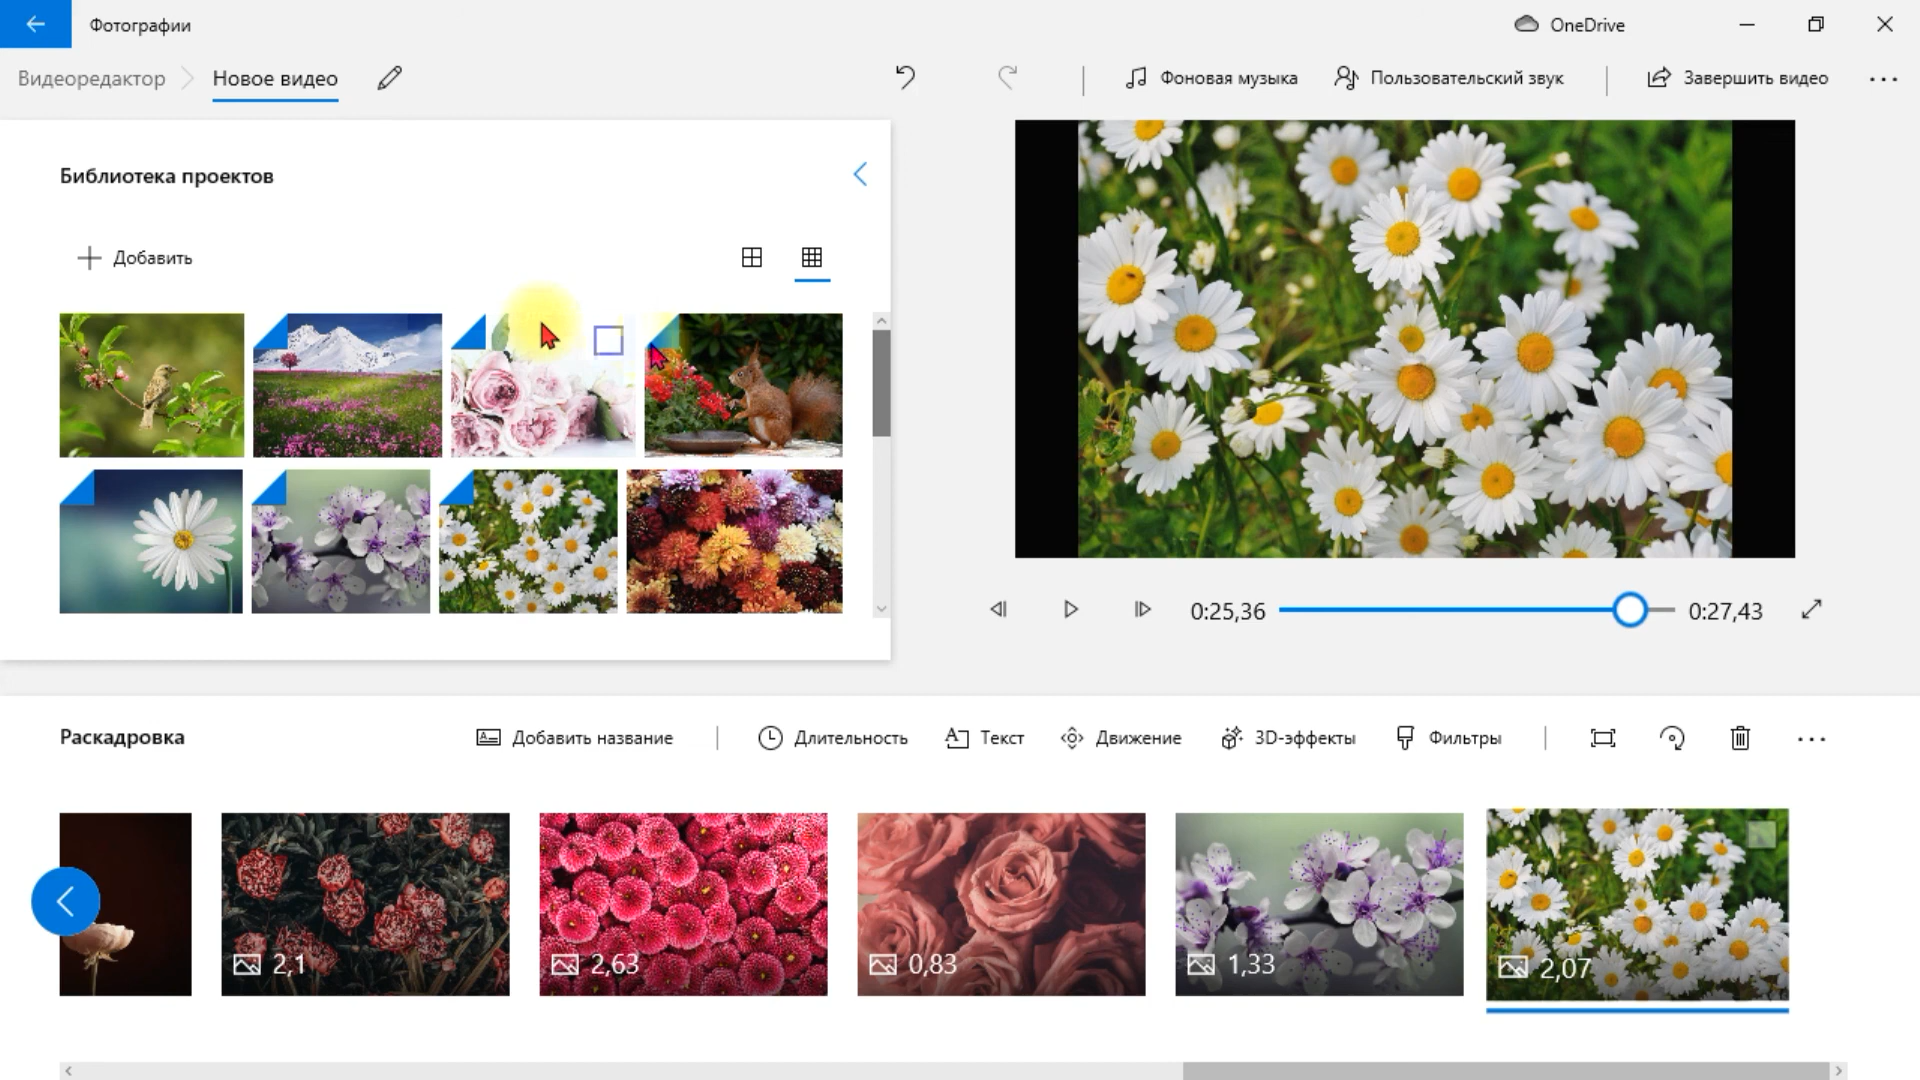 Фотографии
OneDrive
Видеоредактор
Новое видео
Фоновая музыка
Пользовательский звук
Завершить видео
Библиотека проектов
Добавить
0:25,36
0:27,43
Раскадровка
Добавить название
Длительность
Текст
Движение
3D-эффекты
Фильтры
2,1
2,63
0,83
1,33
2,07